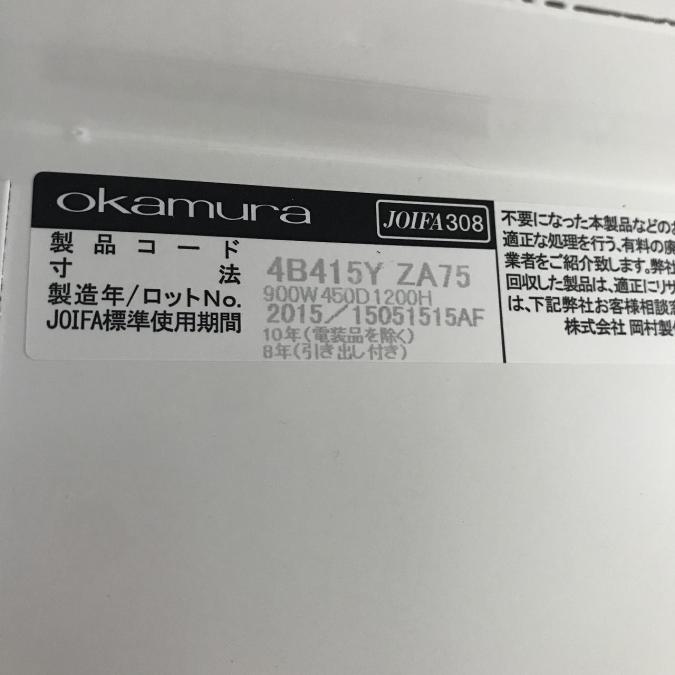 okamura
JOIFA308
製品コード 4B415Y ZA75
寸法 900W450D1200H
製造年/ロットNo. 2015/15051515AF
JOIFA標準使用期間 10年(電装品を除く)
8年(引き出し付き)
不要になった本製品などのお
適正な処理を行う、有料の廃
業者をご紹介致します。弊社
回収した製品は、適正にリサ
は、下記弊社お客様相談窓
株式会社 岡村製作